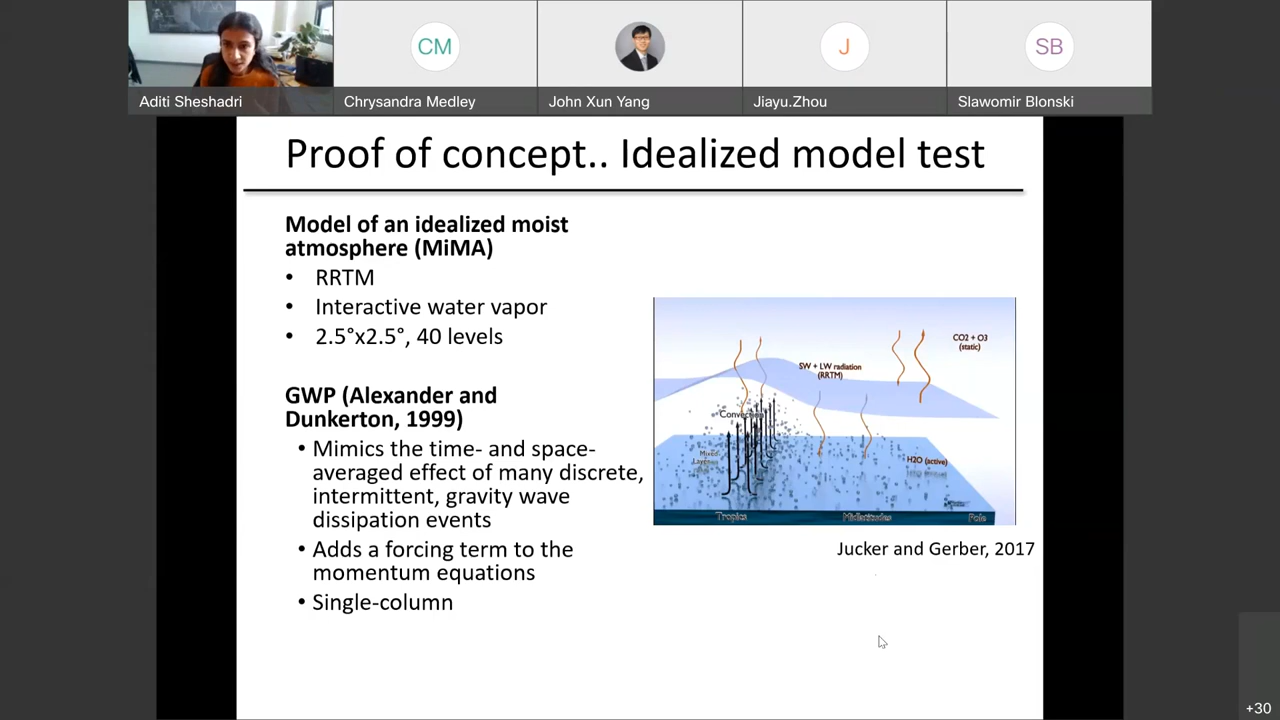 CM
J
SB
Aditi Sheshadri
Chrysandra Medley
John Xun Yang
Jiayu.Zhou
Slawomir Blonski
Proof of concept.. Idealized model test
Model of an idealized moist
atmosphere (MiMA)
• RRTM
• Interactive water vapor
• 2.5°x2.5°, 40 levels
GWP (Alexander and
Dunkerton, 1999)
• Mimics the time- and space-
averaged effect of many discrete,
intermittent, gravity wave
dissipation events
• Adds a forcing term to the
momentum equations
• Single-column
CO2 + O3
(static)
SW + LW radiation
(RRTM)
Convection
Mixed
Layer
H2O (active)
Tropics
Midlatitudes
Pole
Jucker and Gerber, 2017
+30